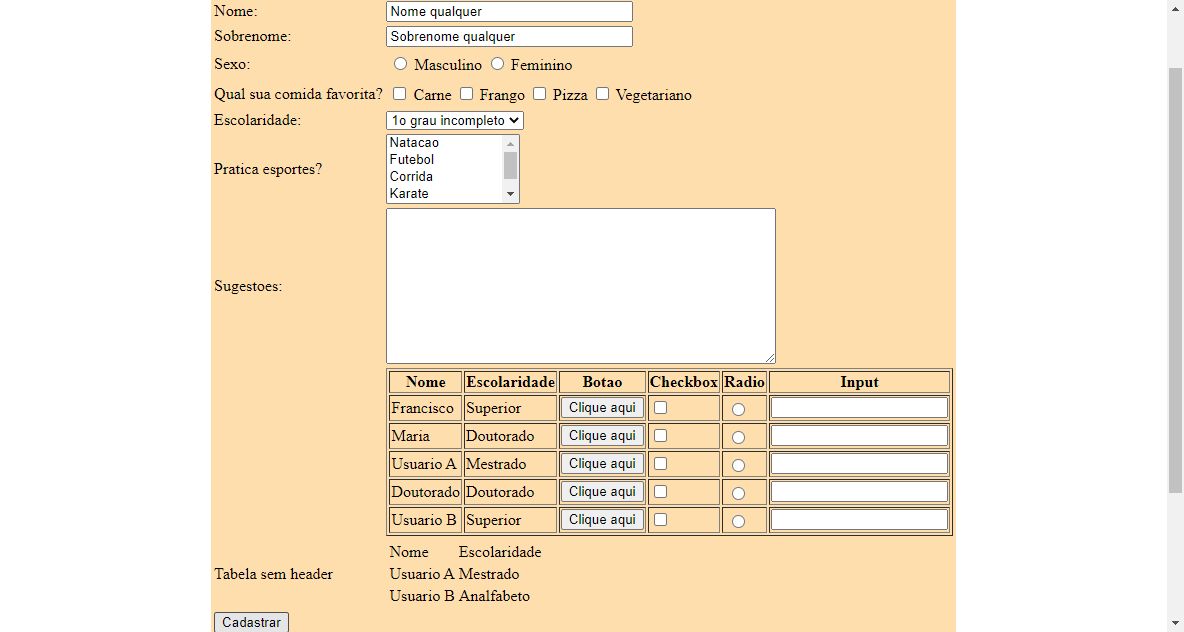 Nome: Nome qualquer
Sobrenome: Sobrenome qualquer
Sexo: Masculino Feminino
Qual sua comida favorita? Carne Frango Pizza Vegetariano
Escolaridade: 1o grau incompleto
Pratica esportes?
Natacao
Futebol
Corrida
Karate
Sugestoes:
Nome Escolaridade Botao Checkbox Radio Input
Francisco Superior Clique aqui
Maria Doutorado Clique aqui
Usuario A Mestrado Clique aqui
Doutorado Doutorado Clique aqui
Usuario B Superior Clique aqui
Tabela sem header
Nome Escolaridade
Usuario A Mestrado
Usuario B Analfabeto
Cadastrar